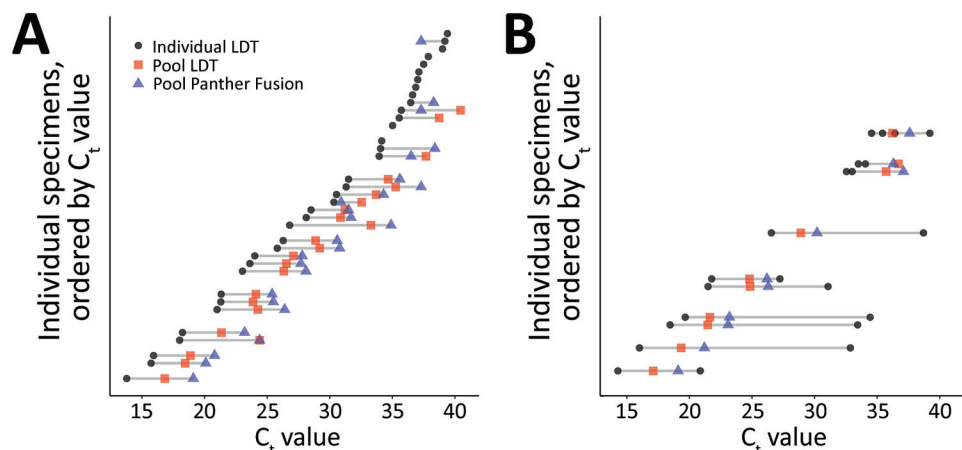 A
Individual specimens,
ordered by Ct value
Individual LDT
Pool LDT
Pool Panther Fusion
15 20 25 30 35 40
Ct value
B
Individual specimens,
ordered by Ct value
15 20 25 30 35 40
Ct value